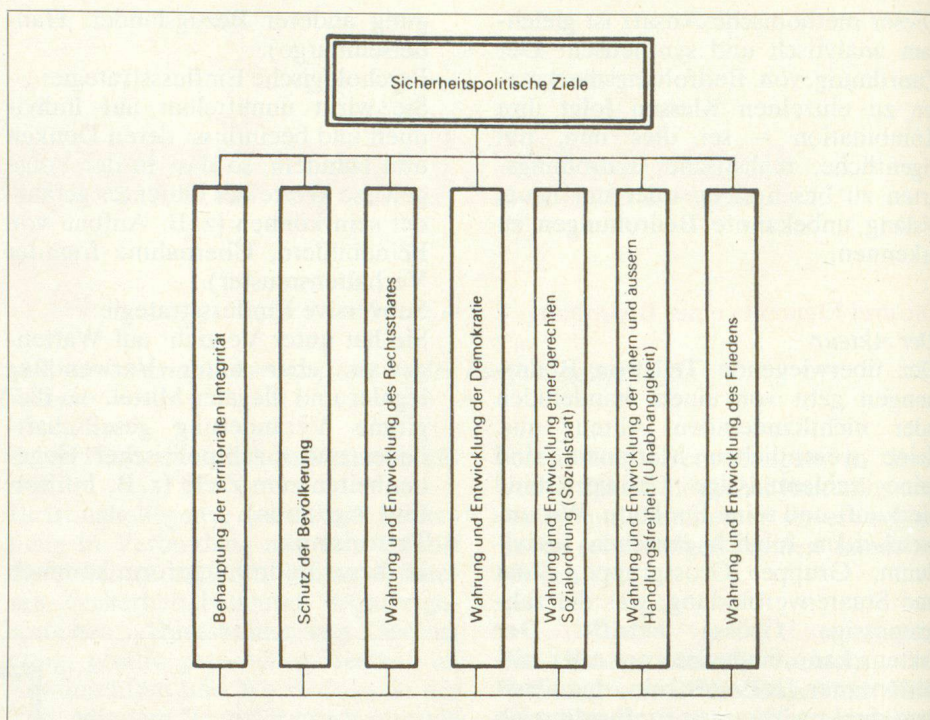 Sicherheitspolitische Ziele
Behauptung der territorialen Integrität
Schutz der Bevölkerung
Wahrung und Entwicklung des Rechtsstaates
Wahrung und Entwicklung der Demokratie
Wahrung und Entwicklung einer gerechten
Sozialordnung (Sozialstaat)
Wahrung und Entwicklung der innern und aussern
Handlungsfreiheit (Unabhangigkeit)
Wahrung und Entwicklung des Friedens